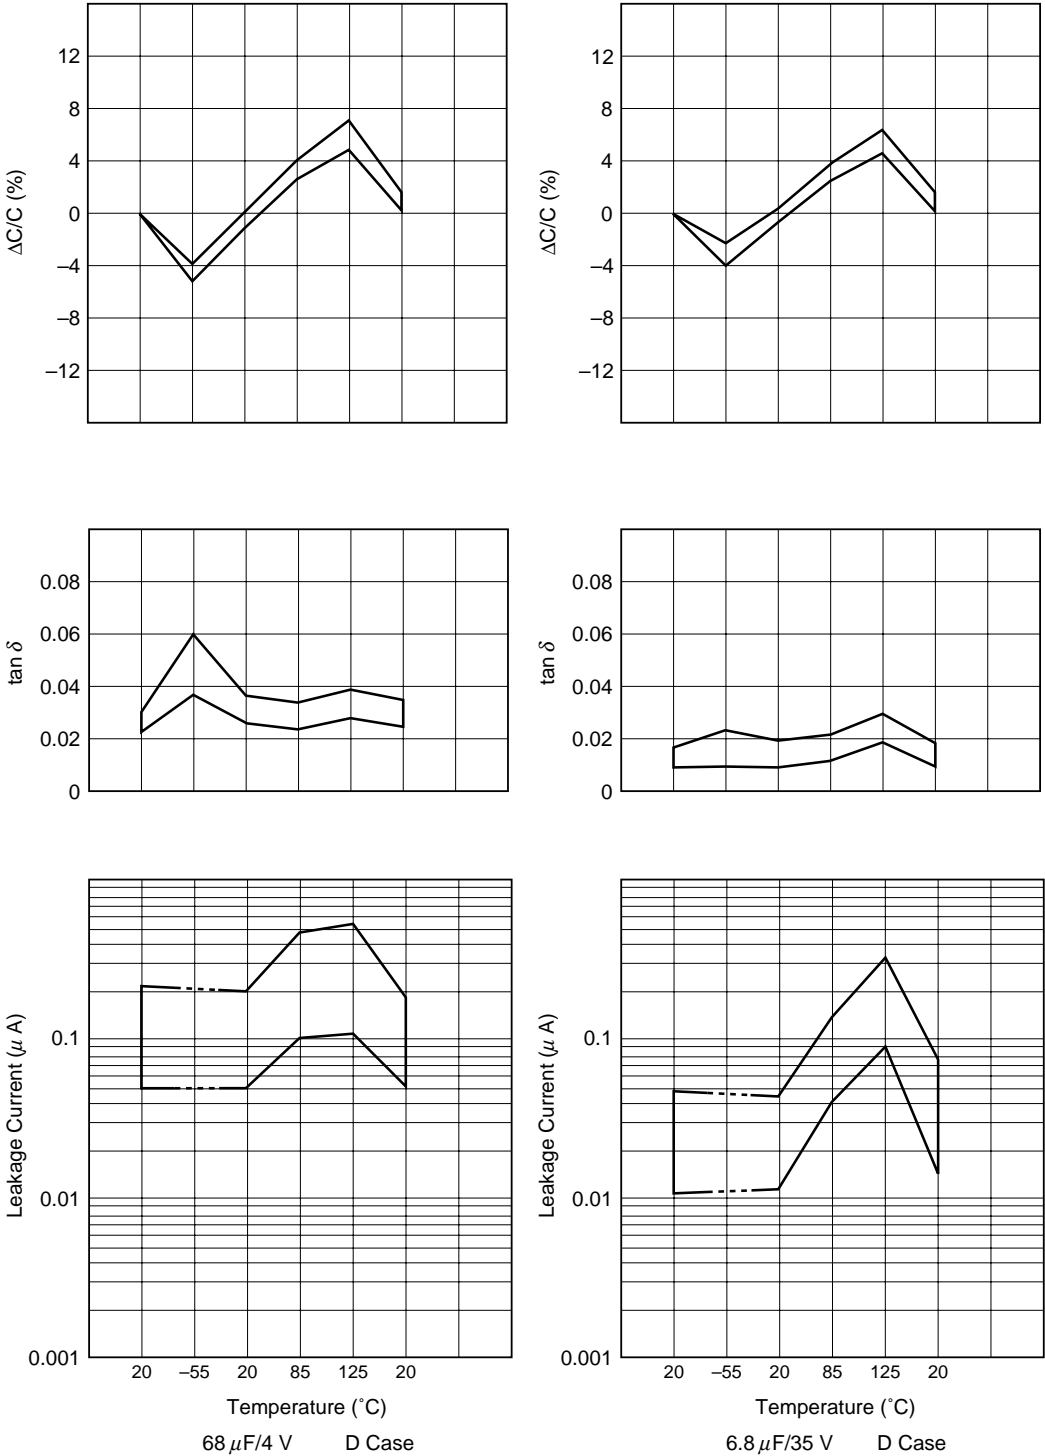 12
8
4
0
–4
–8
–12
ΔC/C (%)
12
8
4
0
–4
–8
–12
ΔC/C (%)
0.08
0.06
0.04
0.02
0
tan δ
0.08
0.06
0.04
0.02
0
tan δ
0.1
0.01
0.001
Leakage Current (μ A)
20 –55 20 85 125 20
Temperature (˚C)
68 μF/4 V D Case
0.1
0.01
0.001
Leakage Current (μ A)
20 –55 20 85 125 20
Temperature (˚C)
6.8 μF/35 V D Case